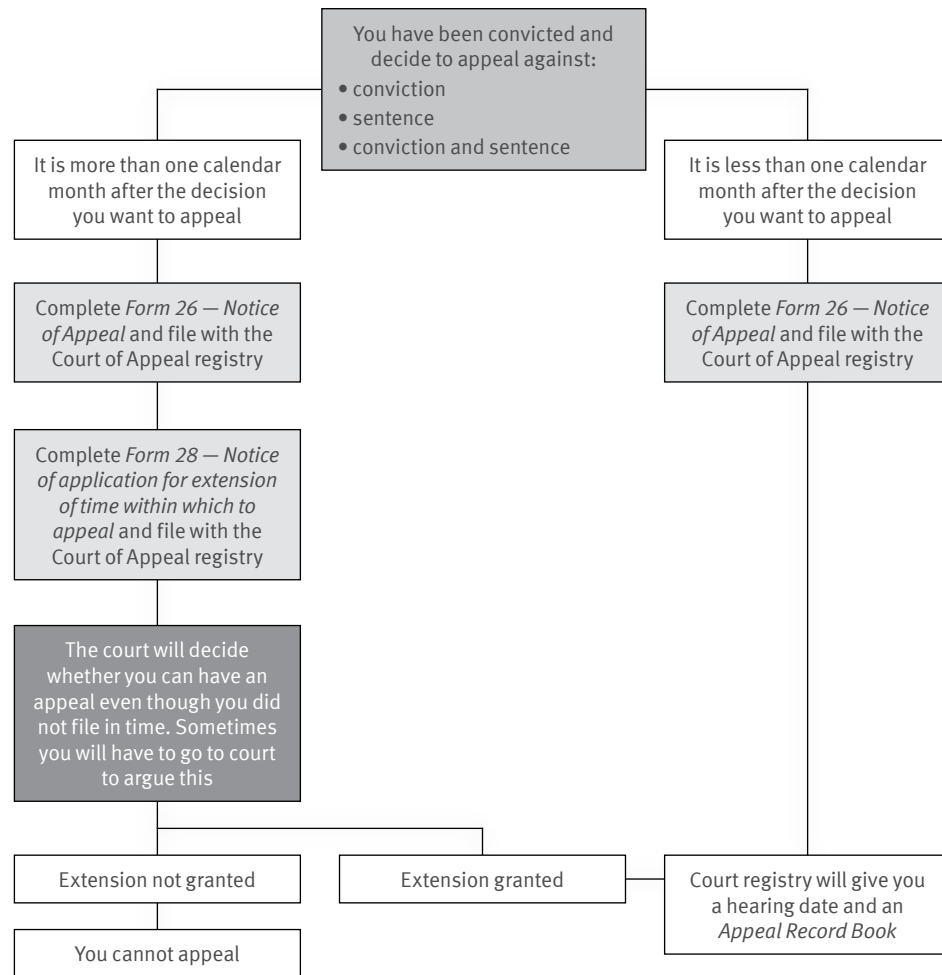 You have been convicted and
decide to appeal against:
• conviction
• sentence
• conviction and sentence
It is more than one calendar
month after the decision
you want to appeal
It is less than one calendar
month after the decision
you want to appeal
Complete Form 26 — Notice
of Appeal and file with the
Court of Appeal registry
Complete Form 26 — Notice
of Appeal and file with the
Court of Appeal registry
Complete Form 28 — Notice
of application for extension
of time within which to
appeal and file with the
Court of Appeal registry
The court will decide
whether you can have an
appeal even though you did
not file in time. Sometimes
you will have to go to court
to argue this
Extension not granted
Extension granted
Court registry will give you
a hearing date and an
Appeal Record Book
You cannot appeal